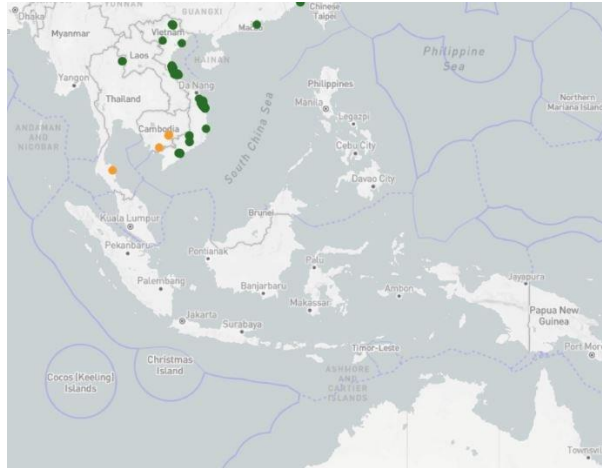 Dhaka
YUNNAN
GUANGXI
Chinese
Taipei
Myanmar
Vietnam
Macao
Laos
HAINAN
Philippine
Sea
Yangon
Da Nang
Thailand
Philippines
Northern
Mariana Islands
Manila
ANDAMAN
AND
NICOBAR
Cambodia
South China Sea
Legazpi
Cebu City
Davao City
Kuala Lumpur
Brunei
Pekanbaru
Pontianak
Palu
Jayapura
Palembang
Banjarbaru
Ambon
Makassar
Papua New
Guinea
Jakarta
Surabaya
Timor-Leste
Port More
Christmas
Island
Cocos (Keeling)
Islands
ASHMORE
AND
CARTIER
ISLANDS
Townsvil